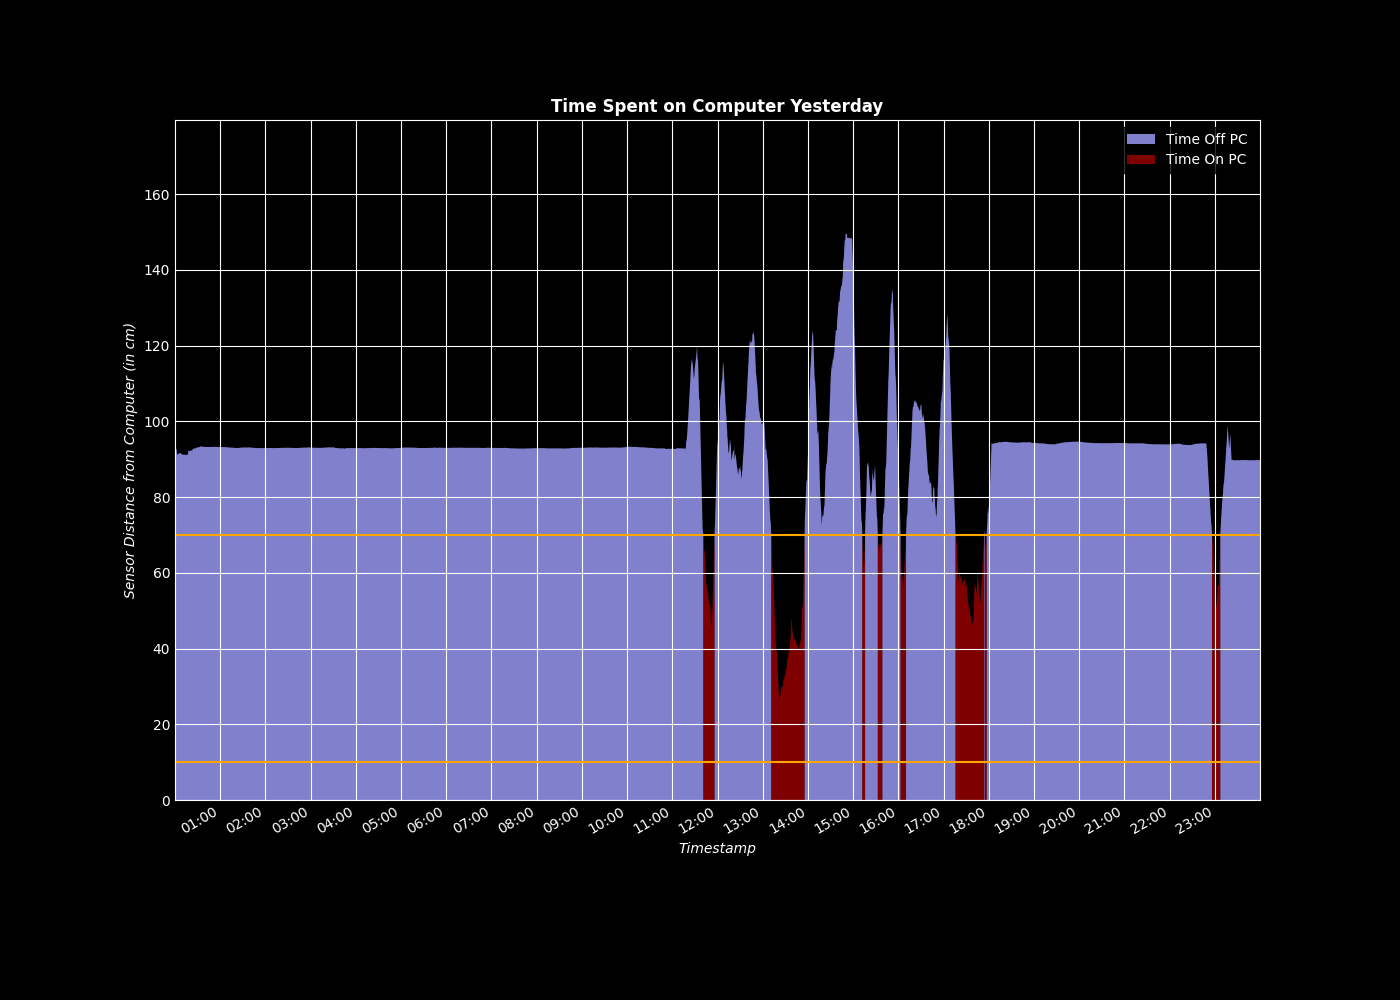 Time Spent on Computer Yesterday
Time Off PC
Time On PC
Sensor Distance from Computer (in cm)
160
140
120
100
80
60
40
20
0
01:00 02:00 03:00 04:00 05:00 06:00 07:00 08:00 09:00 10:00 11:00 12:00 13:00 14:00 15:00 16:00 17:00 18:00 19:00 20:00 21:00 22:00 23:00
Timestamp